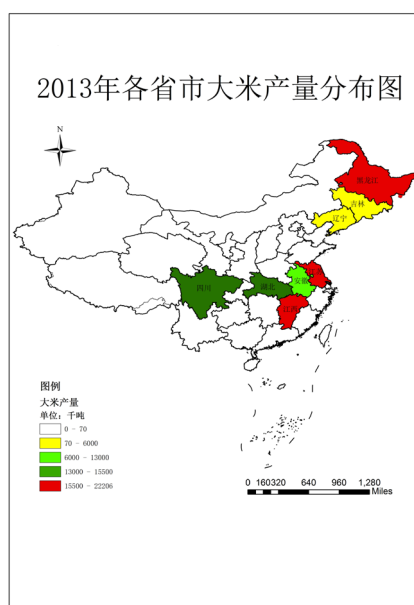 2013年各省市大米产量分布图
N
黑龙江
吉林
辽宁
四川
湖北
安徽
江苏
江西
图例
大米产量
单位：千吨
0 - 70
70 - 6000
6000 - 13000
13000 - 15500
15500 - 22206
0 160320 640 960 1,280
Miles